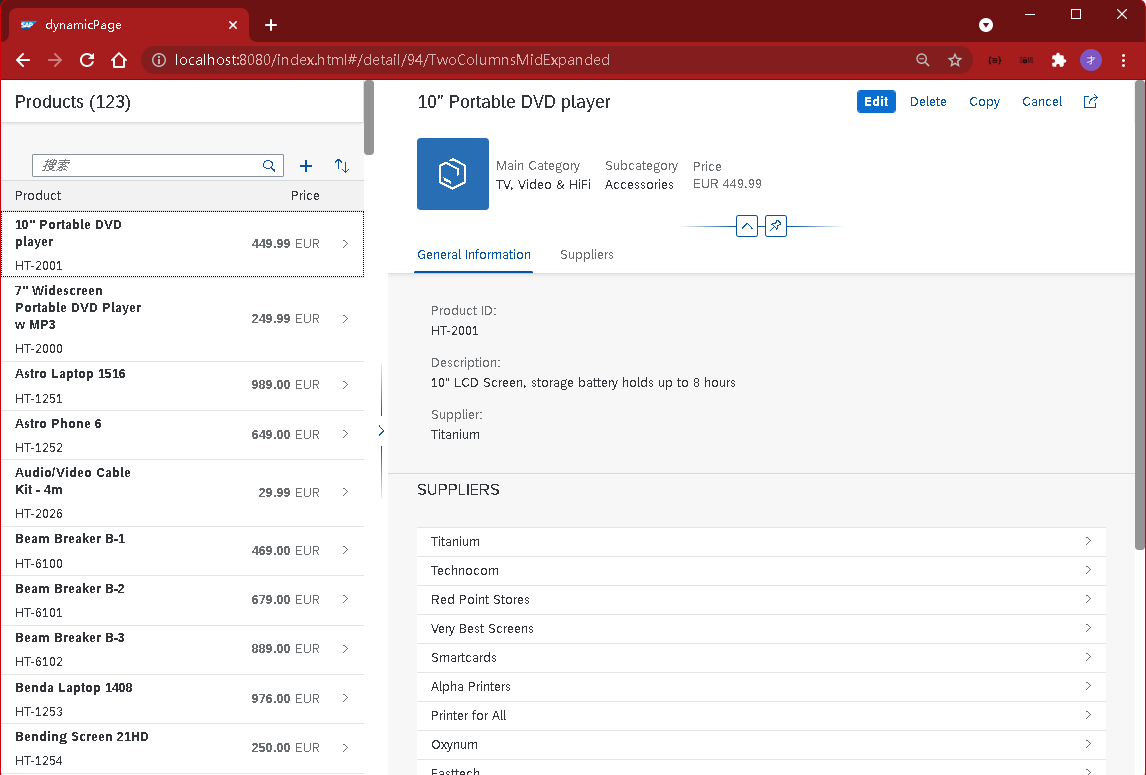 SAP dynamicPage
localhost:8080/index.html#/detail/94/TwoColumnsMidExpanded
才
Products (123)
搜索
Product Price
10" Portable DVD
player
449.99 EUR
HT-2001
7" Widescreen
Portable DVD Player
w MP3
249.99 EUR
HT-2000
Astro Laptop 1516
989.00 EUR
HT-1251
Astro Phone 6
649.00 EUR
HT-1252
Audio/Video Cable
Kit - 4m
29.99 EUR
HT-2026
Beam Breaker B-1
469.00 EUR
HT-6100
Beam Breaker B-2
679.00 EUR
HT-6101
Beam Breaker B-3
889.00 EUR
HT-6102
Benda Laptop 1408
976.00 EUR
HT-1253
Bending Screen 21HD
250.00 EUR
HT-1254
10" Portable DVD player
Edit Delete Copy Cancel
Main Category Subcategory Price
TV, Video & HiFi Accessories EUR 449.99
General Information Suppliers
Product ID:
HT-2001
Description:
10" LCD Screen, storage battery holds up to 8 hours
Supplier:
Titanium
SUPPLIERS
Titanium
Technocom
Red Point Stores
Very Best Screens
Smartcards
Alpha Printers
Printer for All
Oxynum
Fasttech